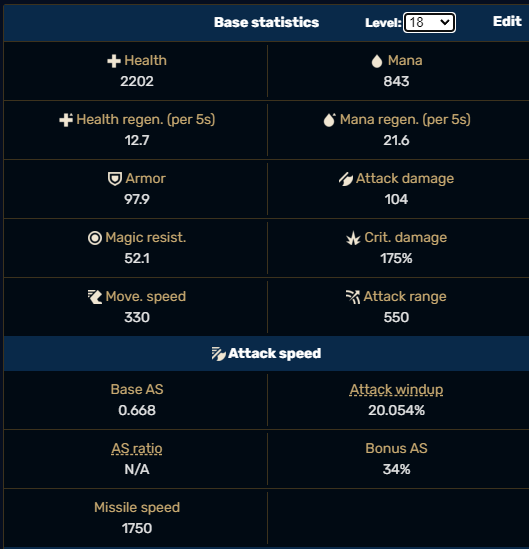 Base statistics Level: 18 Edit
Health Mana
2202 843
Health regen. (per 5s) Mana regen. (per 5s)
12.7 21.6
Armor Attack damage
97.9 104
Magic resist. Crit. damage
52.1 175%
Move. speed Attack range
330 550
Attack speed
Base AS Attack windup
0.668 20.054%
AS ratio Bonus AS
N/A 34%
Missile speed
1750